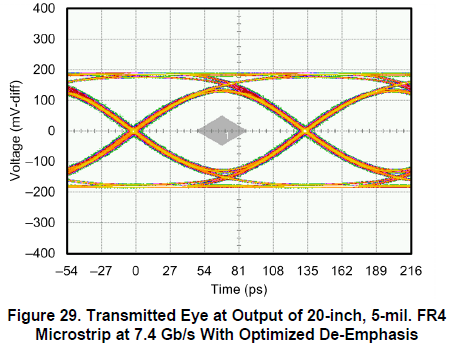 400
300
200
100
0
–100
–200
–300
–400
Voltage (mV-diff)
–54 –27 0 27 54 81 108 135 162 189 216
Time (ps)
Figure 29. Transmitted Eye at Output of 20-inch, 5-mil. FR4
Microstrip at 7.4 Gb/s With Optimized De-Emphasis